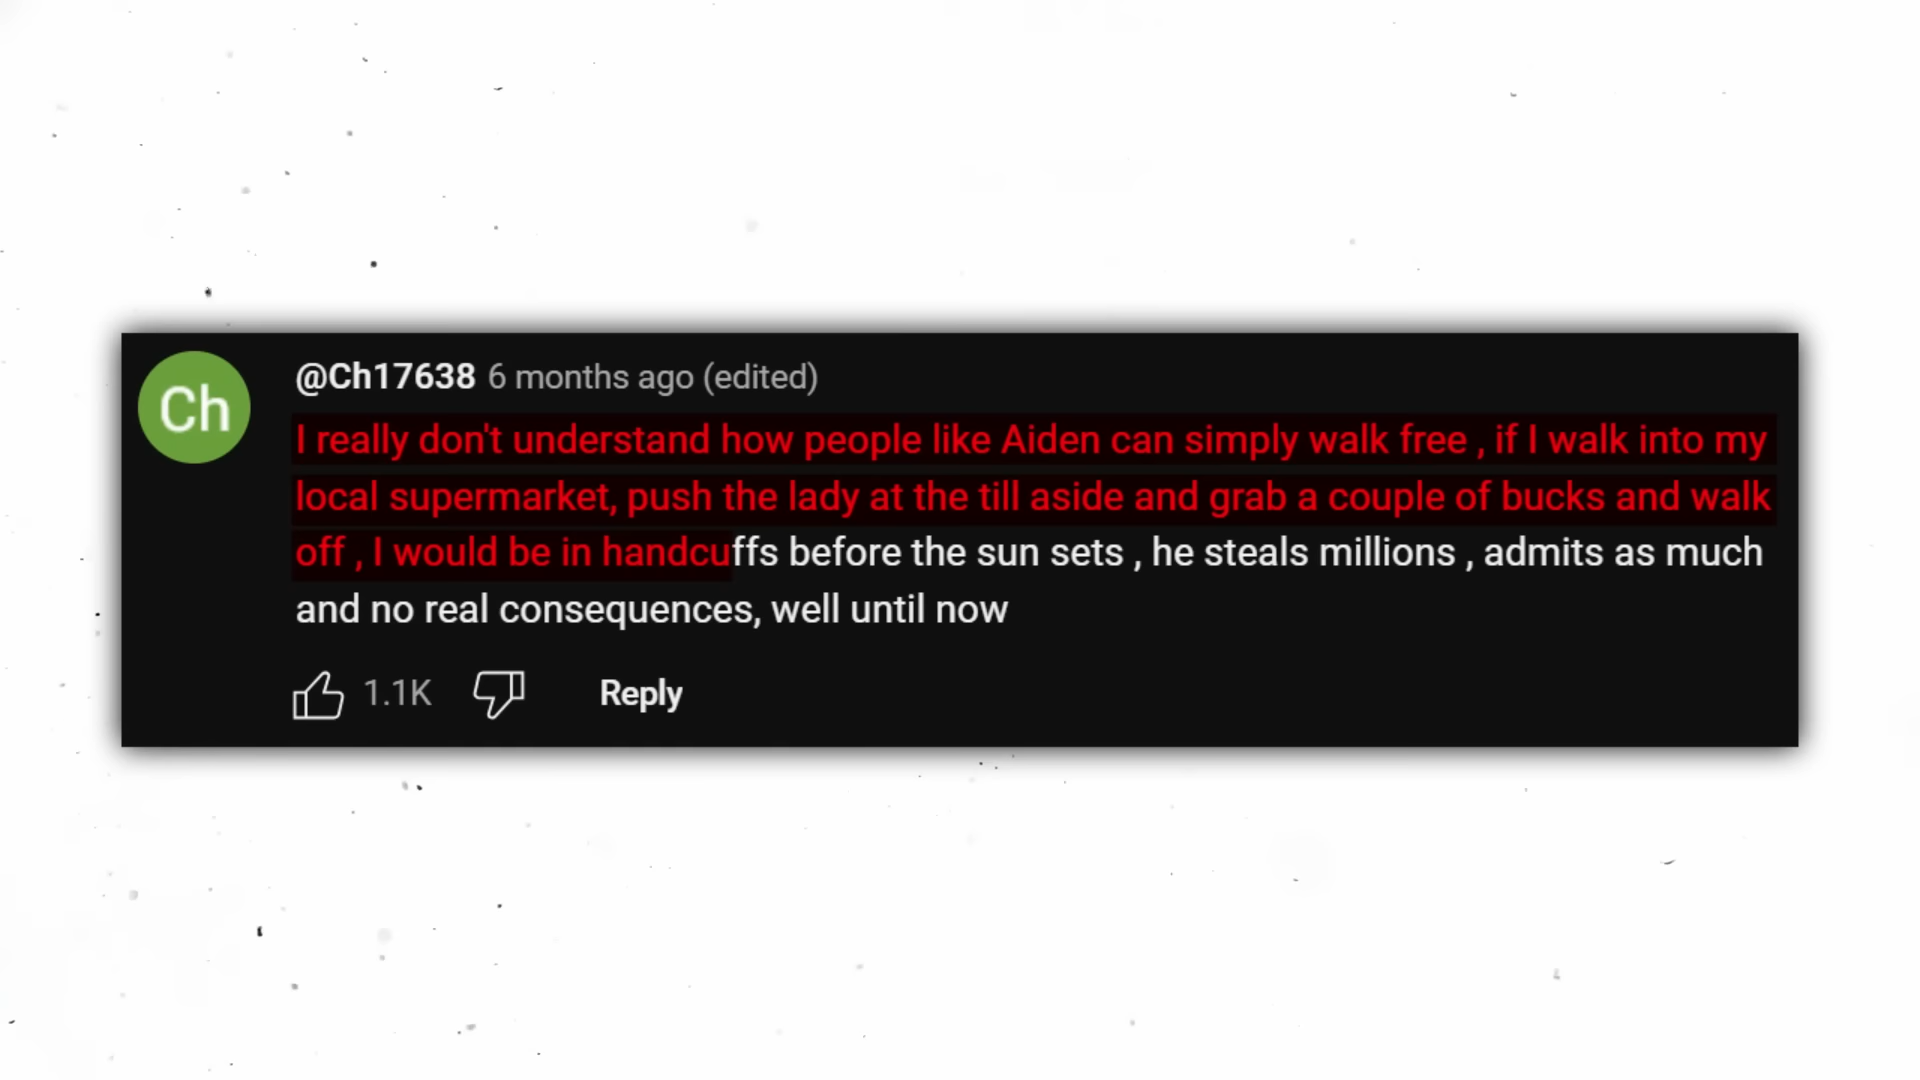 Ch
@Ch17638 6 months ago (edited)
I really don't understand how people like Aiden can simply walk free , if I walk into my
local supermarket, push the lady at the till aside and grab a couple of bucks and walk
off , I would be in handcuffs before the sun sets , he steals millions , admits as much
and no real consequences, well until now
1.1K Reply